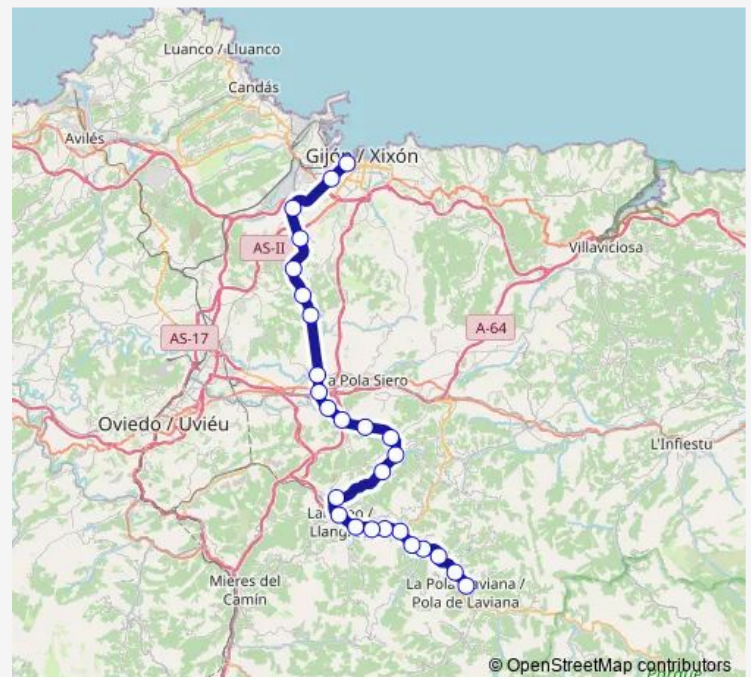 Luanco / Lluanco
Candás
Avilés
Gijón / Xixón
AS-II
Villaviciosa
A-64
AS-17
La Pola Siero
Oviedo / Uviéu
L'Infiestu
Mieres del
Camín
La Pola Laviana /
Pola de Laviana
© OpenStreetMap contributors